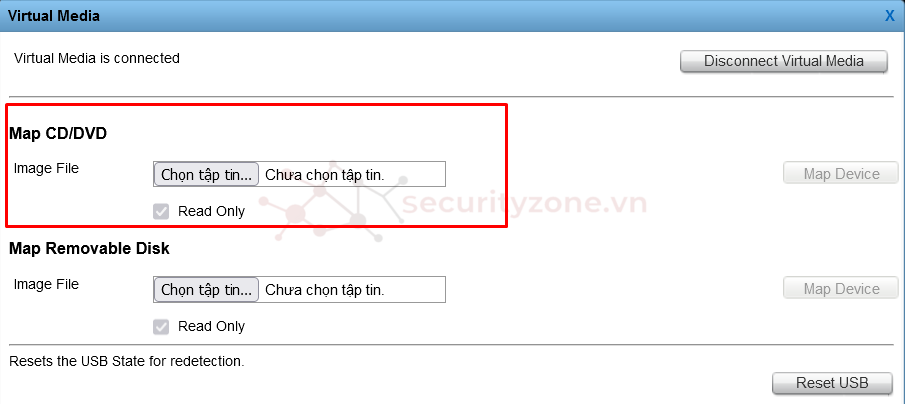 Virtual Media X
Virtual Media is connected Disconnect Virtual Media
Map CD/DVD
Image File Chọn tập tin... Chưa chọn tập tin. Map Device
Read Only
securityzone.vn
Map Removable Disk
Image File Chọn tập tin... Chưa chọn tập tin. Map Device
Read Only
Resets the USB State for redetection.
Reset USB